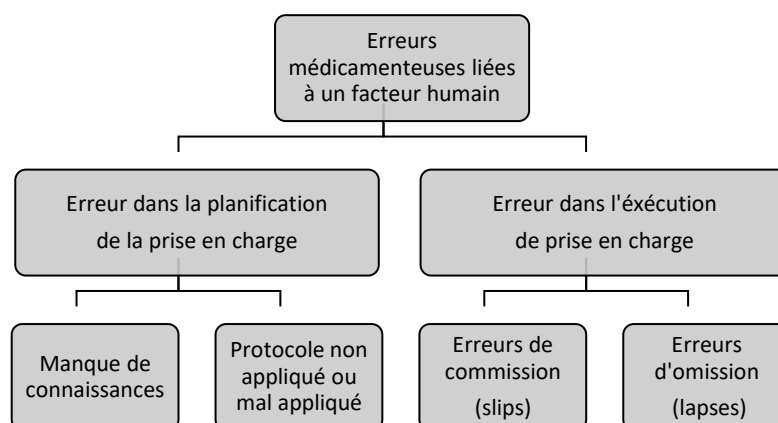 Erreurs
médicamenteuses liées
à un facteur humain
Erreur dans la planification
de la prise en charge
Erreur dans l'éxécution
de prise en charge
Manque de
connaissances
Protocole non
appliqué ou
mal appliqué
Erreurs de
commission
(slips)
Erreurs
d'omission
(lapses)